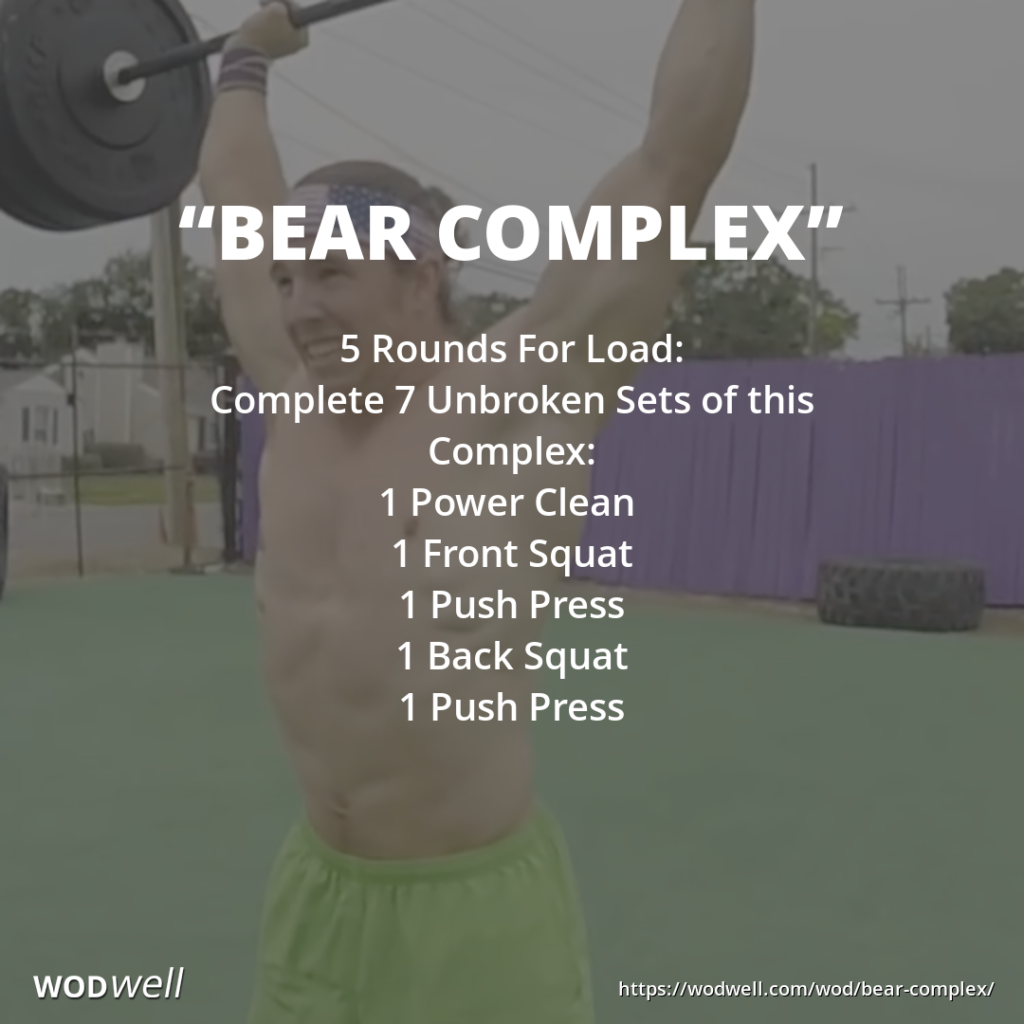 “BEAR COMPLEX”
5 Rounds For Load:
Complete 7 Unbroken Sets of this
Complex:
1 Power Clean
1 Front Squat
1 Push Press
1 Back Squat
1 Push Press
WODwell
https://wodwell.com/wod/bear-complex/